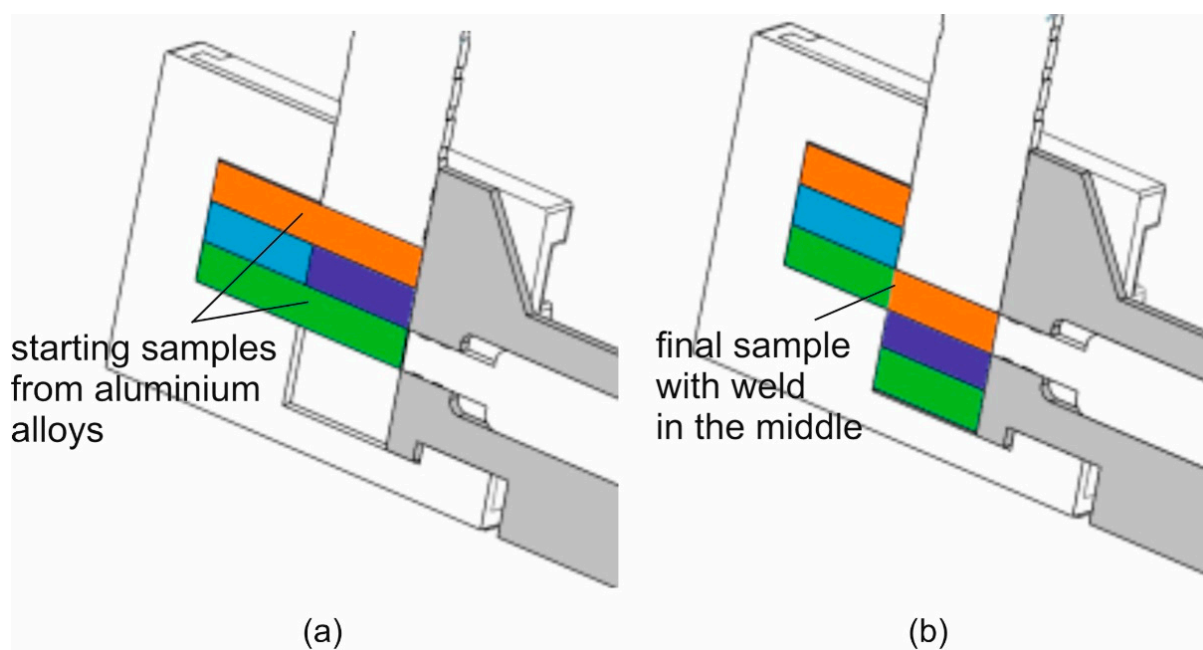 starting samples
from aluminium
alloys
final sample
with weld
in the middle
(a)
(b)